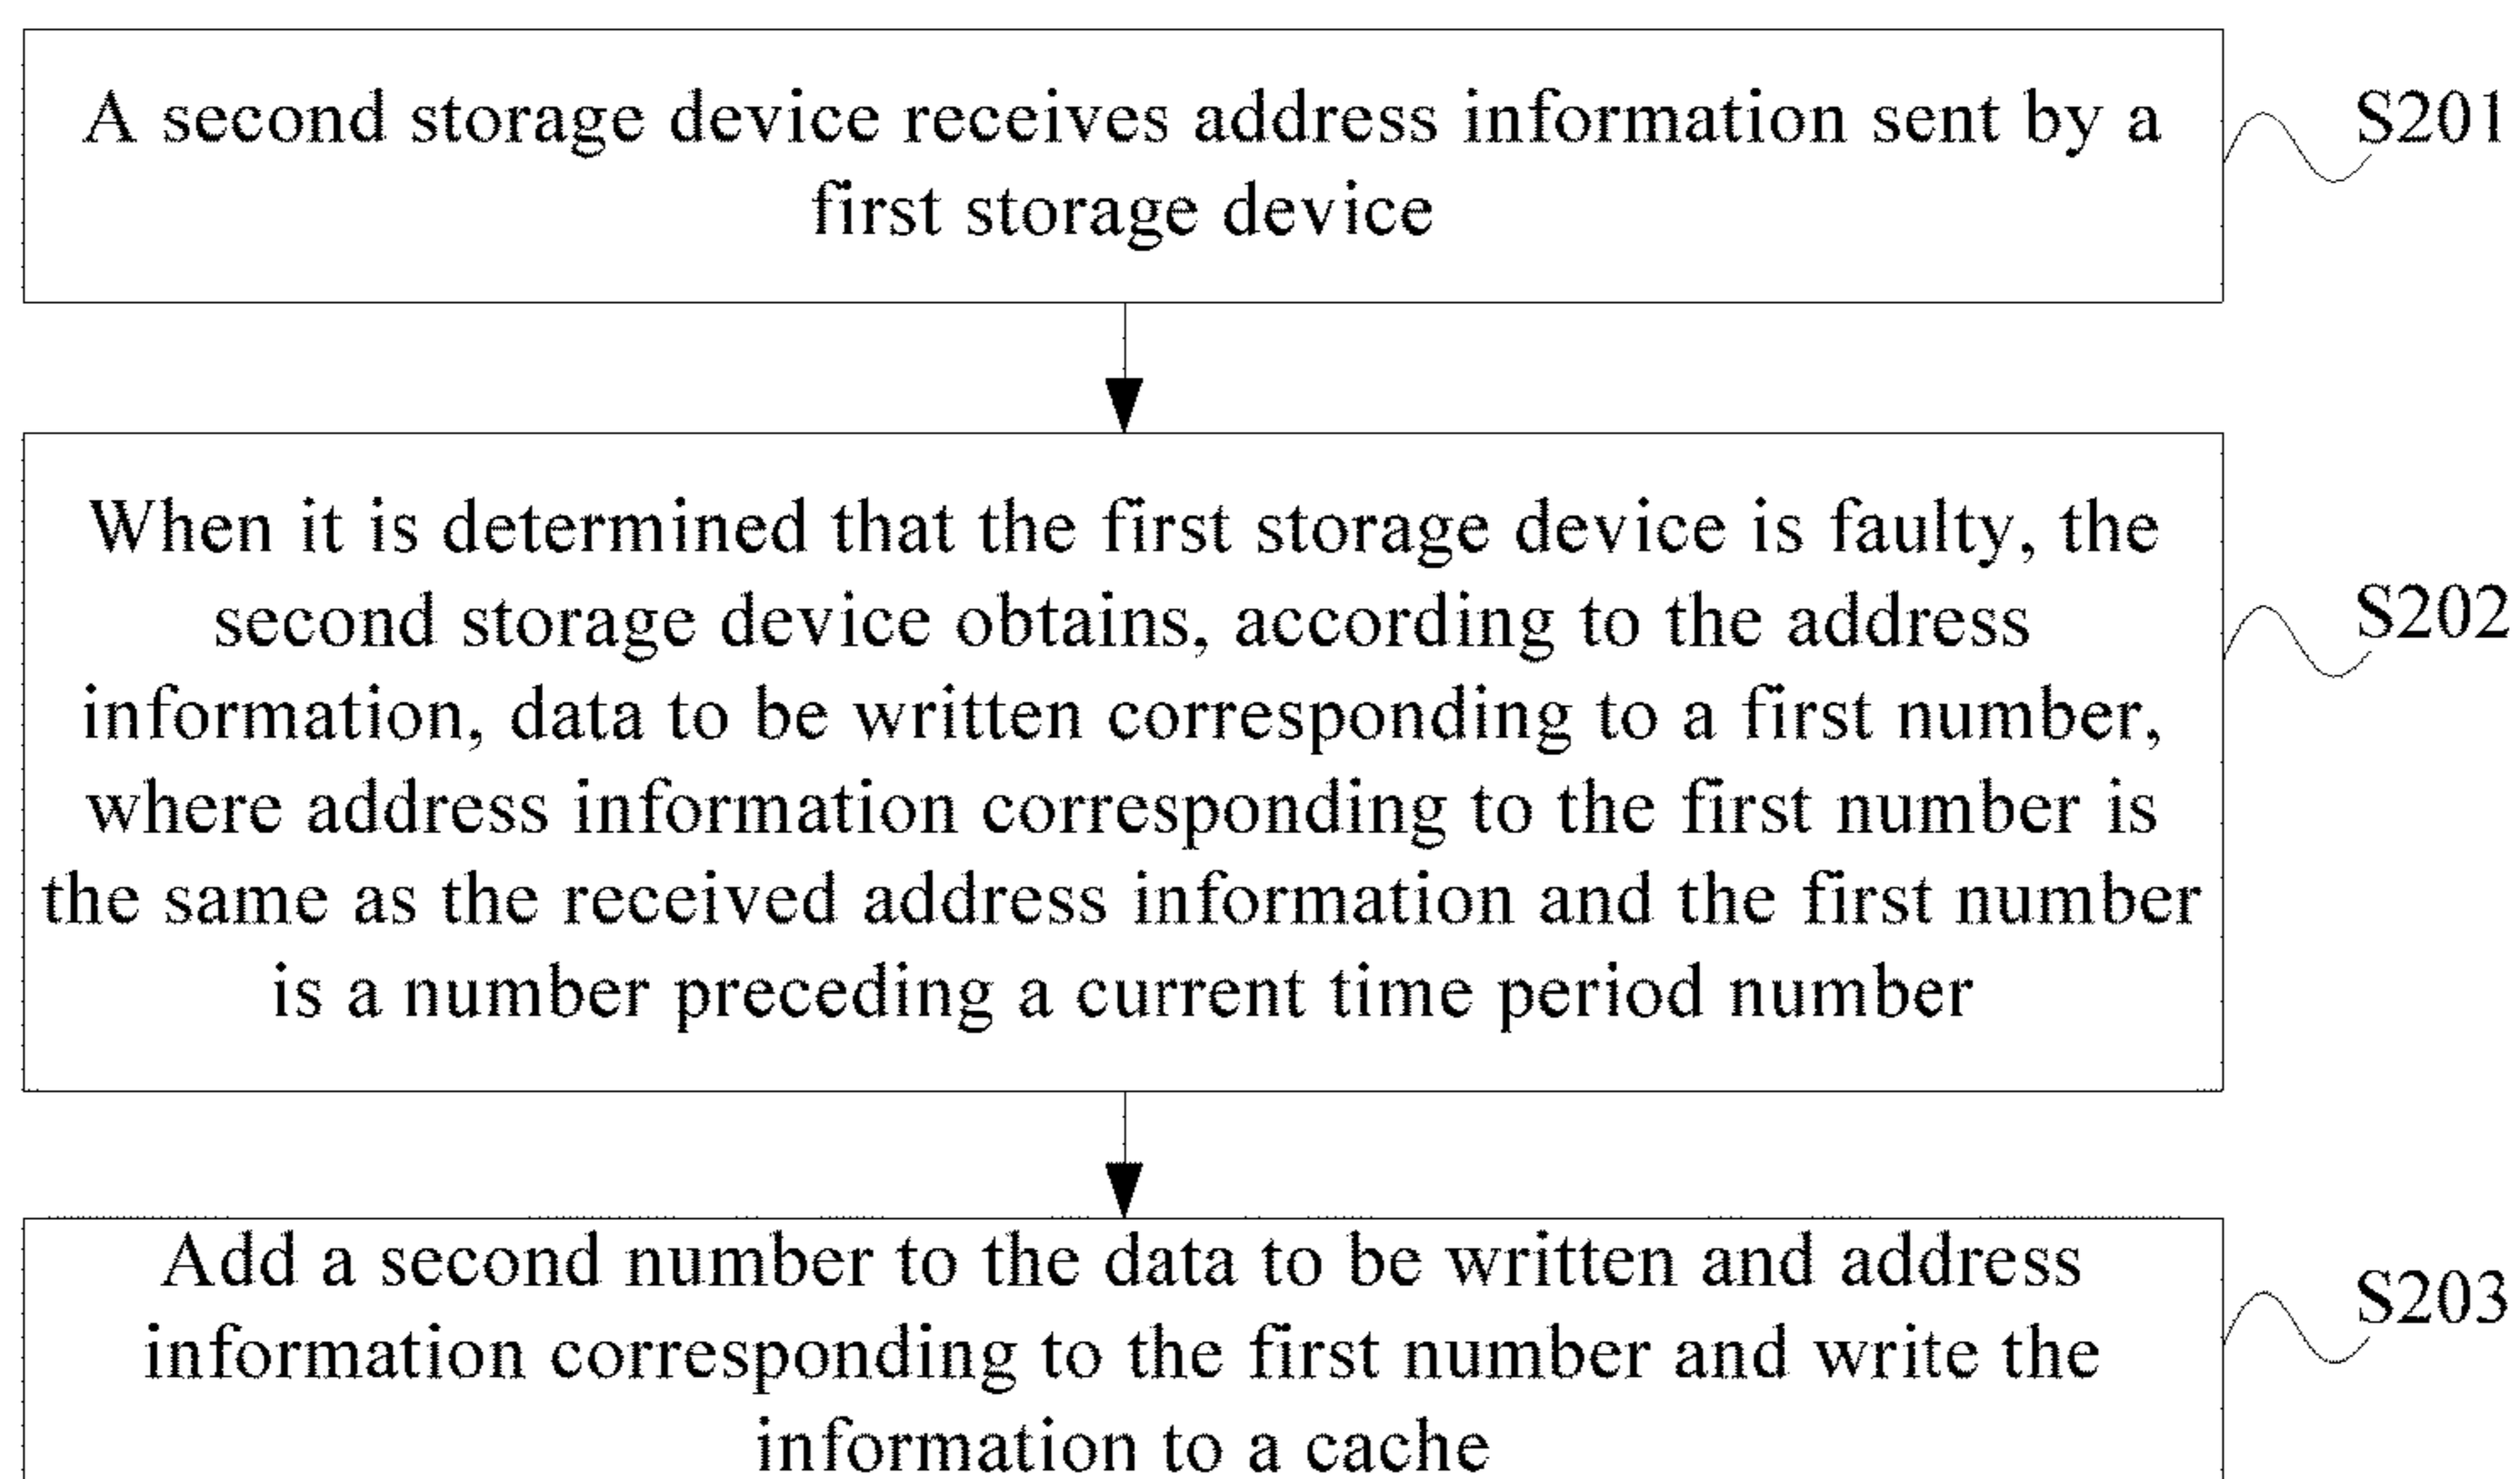 A second storage device receives address information sent by a
first storage device
S201
When it is determined that the first storage device is faulty, the
second storage device obtains, according to the address
information, data to be written corresponding to a first number,
where address information corresponding to the first number is
the same as the received address information and the first number
is a number preceding a current time period number
S202
Add a second number to the data to be written and address
information corresponding to the first number and write the
information to a cache
S203